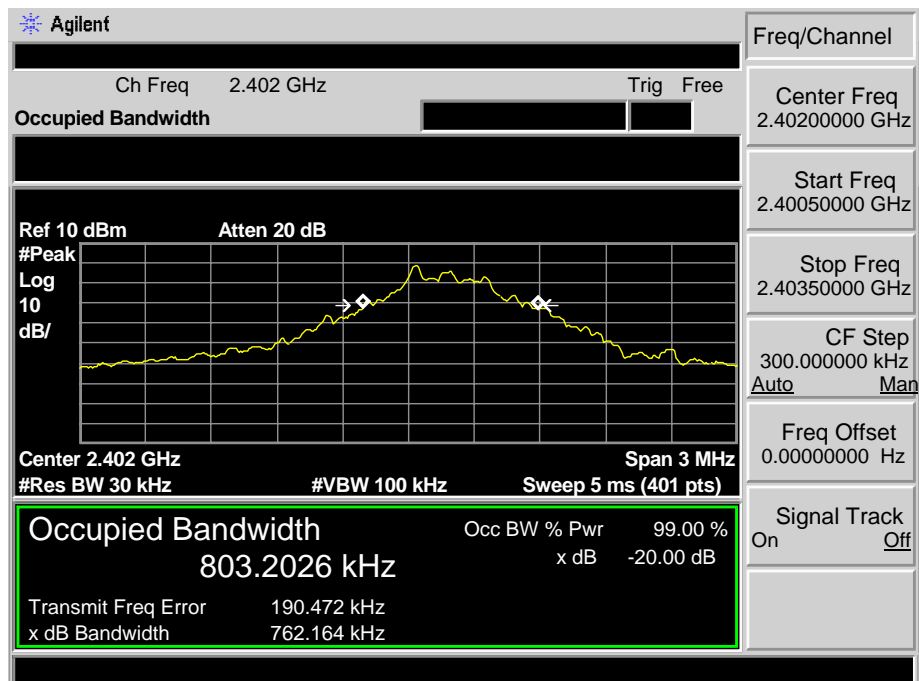 Agilent
Freq/Channel
Ch Freq 2.402 GHz Trig Free
Occupied Bandwidth
Center Freq
2.40200000 GHz
Start Freq
2.40050000 GHz
Stop Freq
2.40350000 GHz
CF Step
300.000000 kHz
Auto Man
Freq Offset
0.00000000 Hz
Signal Track
On Off
Ref 10 dBm Atten 20 dB
#Peak
Log
10
dB/
Center 2.402 GHz Span 3 MHz
#Res BW 30 kHz #VBW 100 kHz Sweep 5 ms (401 pts)
Occupied Bandwidth Occ BW % Pwr 99.00 %
803.2026 kHz x dB -20.00 dB
Transmit Freq Error 190.472 kHz
x dB Bandwidth 762.164 kHz